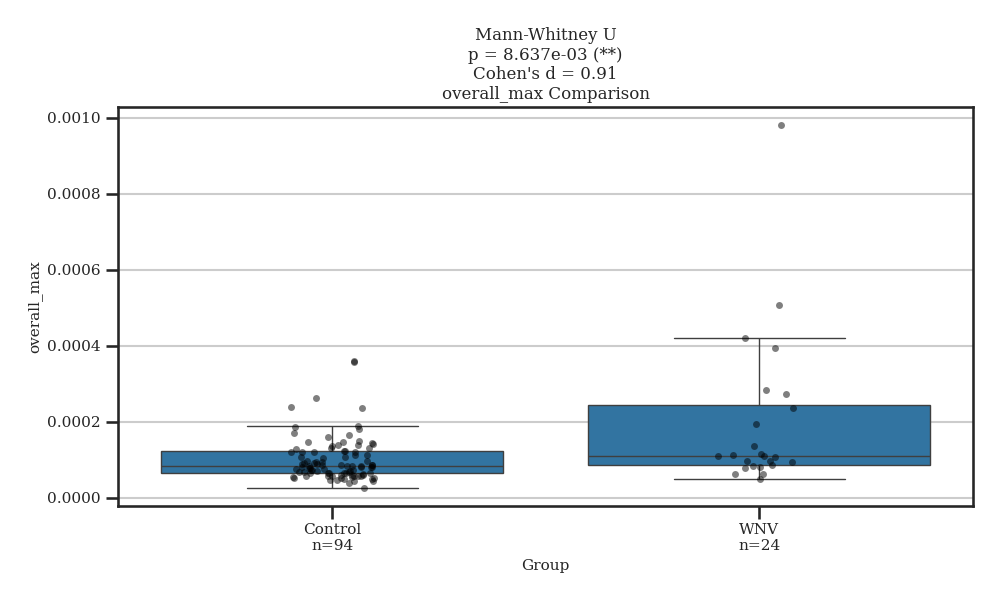 Mann-Whitney U
p = 8.637e-03 (**)
Cohen's d = 0.91
overall_max Comparison
overall_max
0.0010
0.0008
0.0006
0.0004
0.0002
0.0000
Control
n=94
WNV
n=24
Group